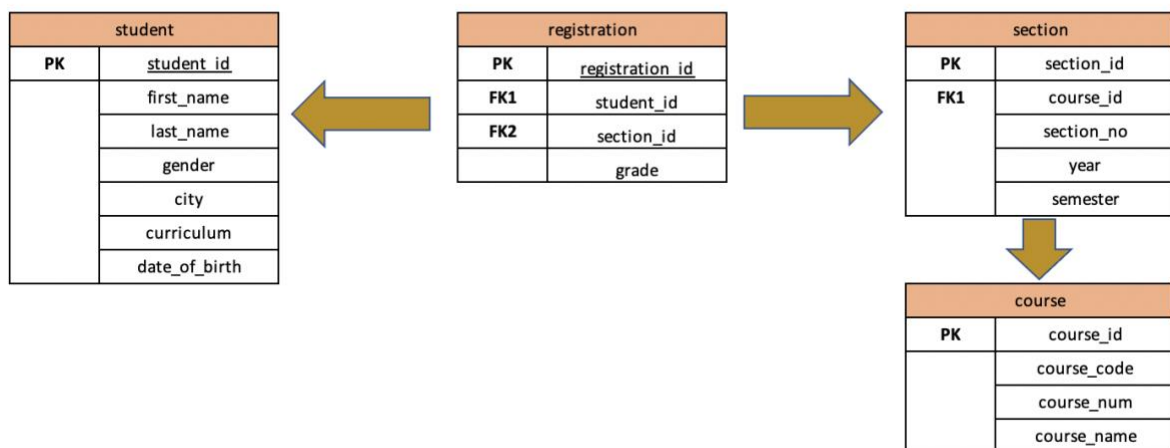 student
PK student_id
first_name
last_name
gender
city
curriculum
date_of_birth
registration
PK registration_id
FK1 student_id
FK2 section_id
grade
section
PK section_id
FK1 course_id
section_no
year
semester
course
PK course_id
course_code
course_num
course_name